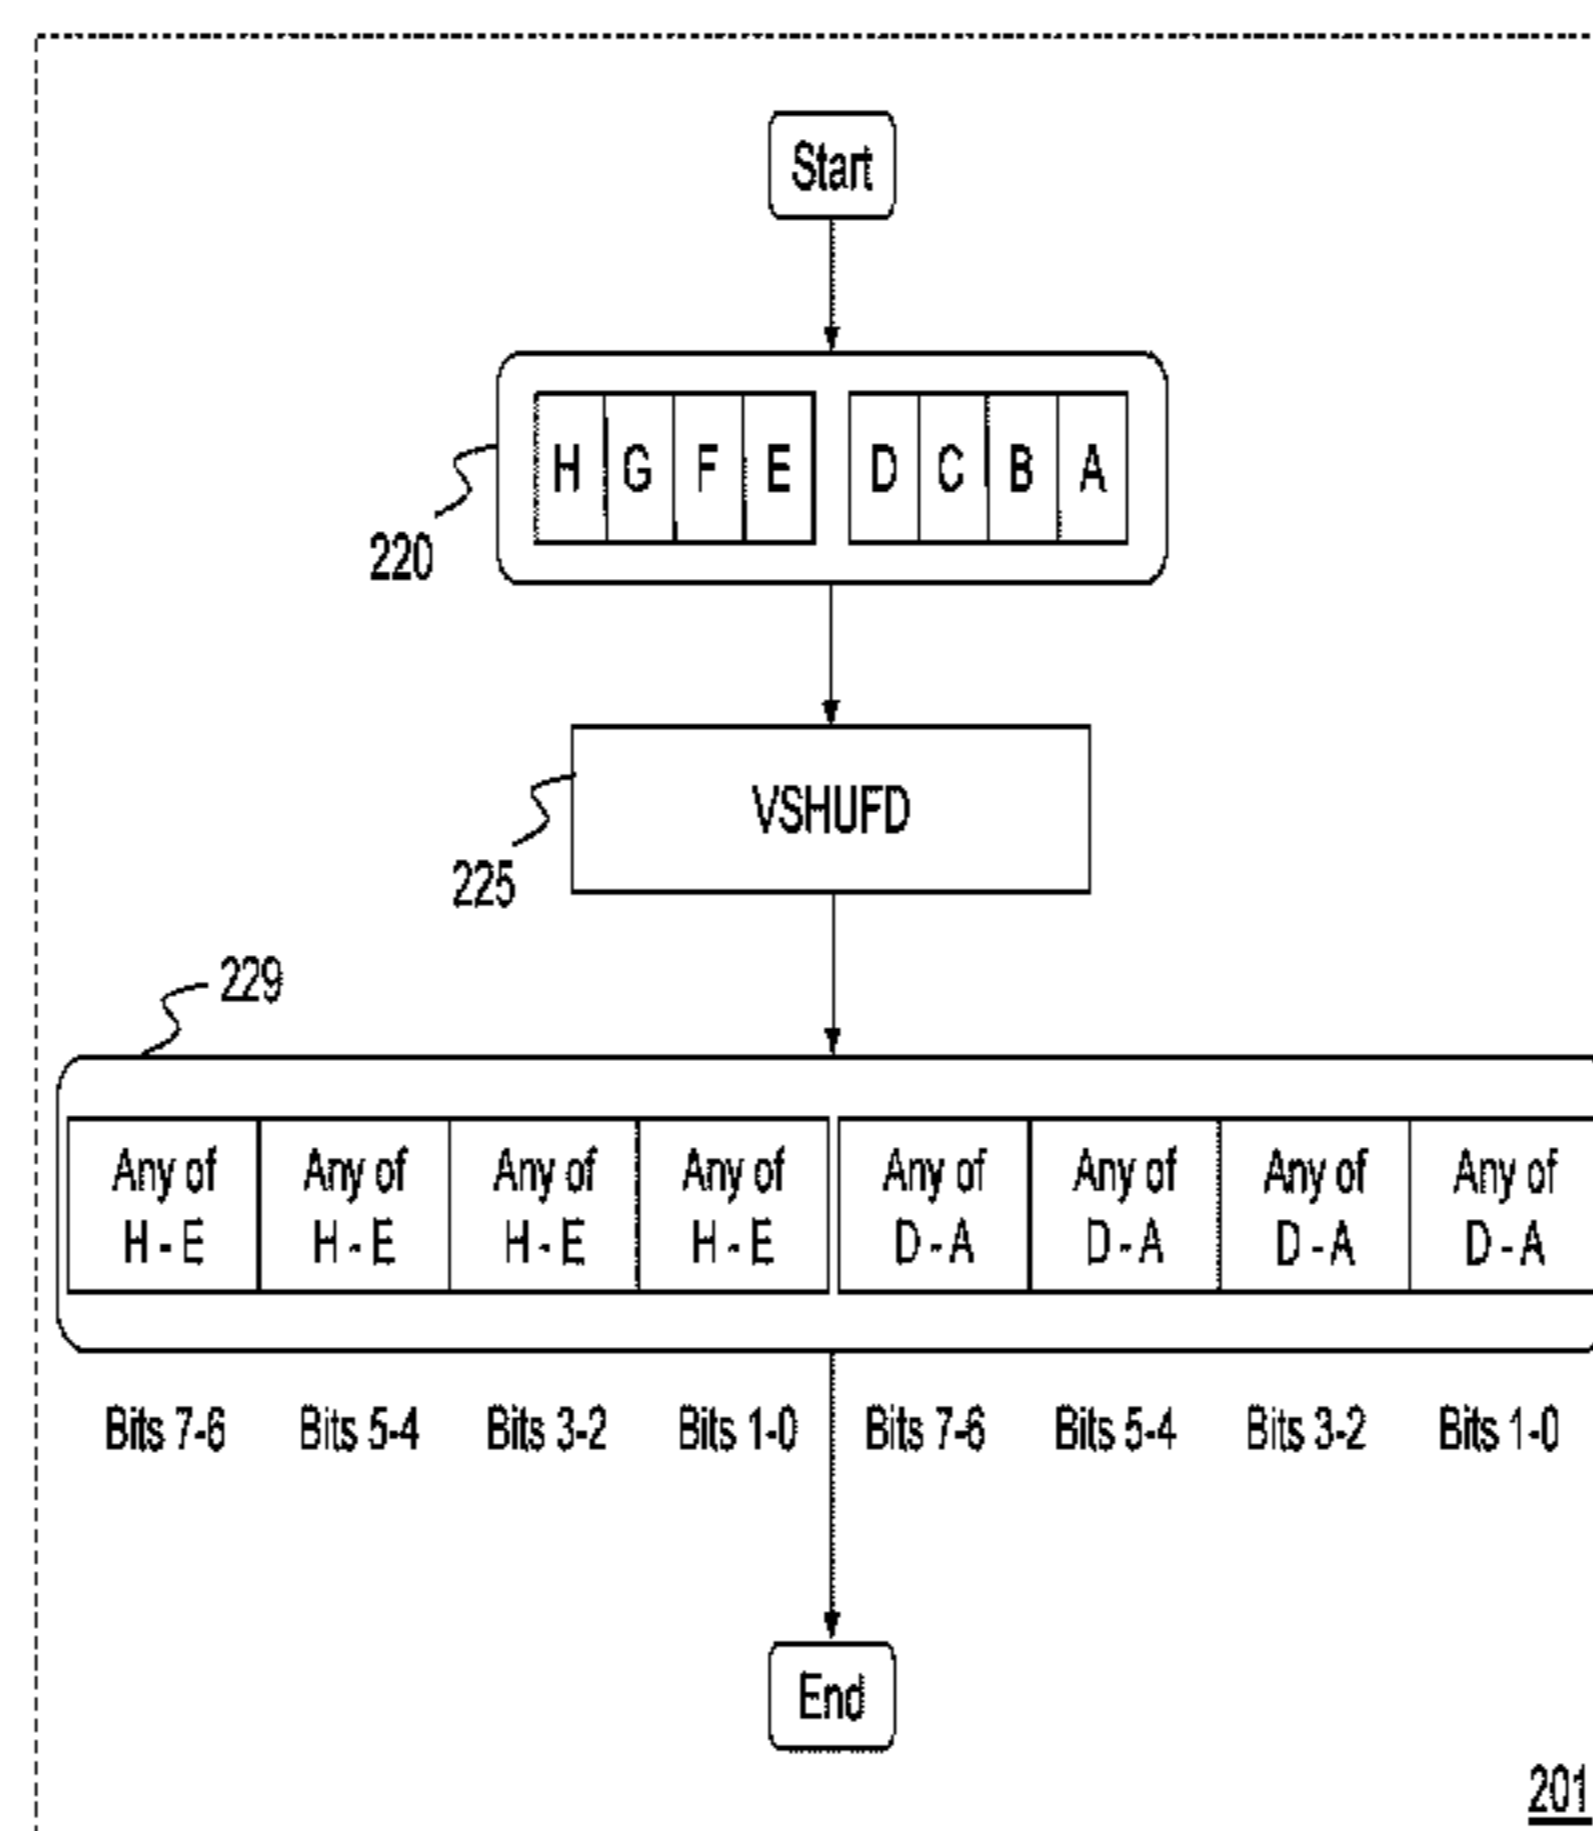 Start
H G F E D C B A
220
VSHUFD
225
229
Any of H - E Any of H - E Any of H - E Any of H - E Any of D - A Any of D - A Any of D - A Any of D - A
Bits 7-6 Bits 5-4 Bits 3-2 Bits 1-0 Bits 7-6 Bits 5-4 Bits 3-2 Bits 1-0
End
201